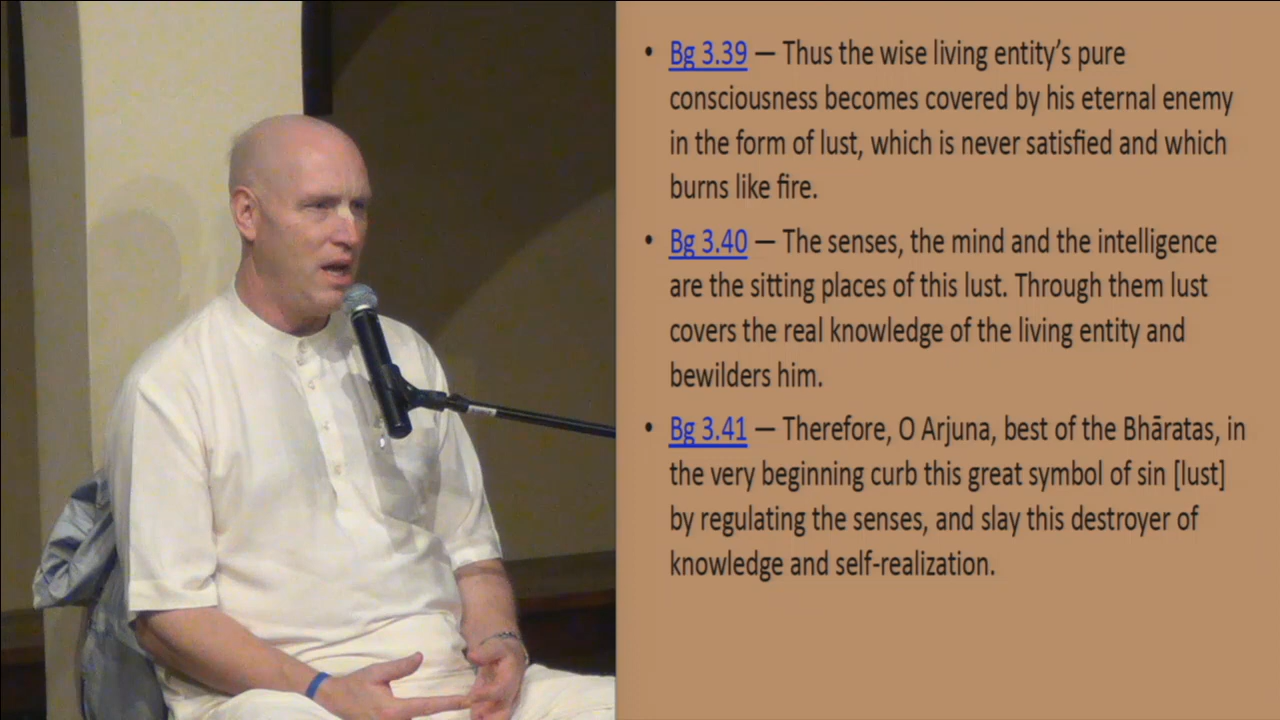 • Bg 3.39 — Thus the wise living entity’s pure
consciousness becomes covered by his eternal enemy
in the form of lust, which is never satisfied and which
burns like fire.
• Bg 3.40 — The senses, the mind and the intelligence
are the sitting places of this lust. Through them lust
covers the real knowledge of the living entity and
bewilders him.
• Bg 3.41 — Therefore, O Arjuna, best of the Bhāratas, in
the very beginning curb this great symbol of sin [lust]
by regulating the senses, and slay this destroyer of
knowledge and self-realization.